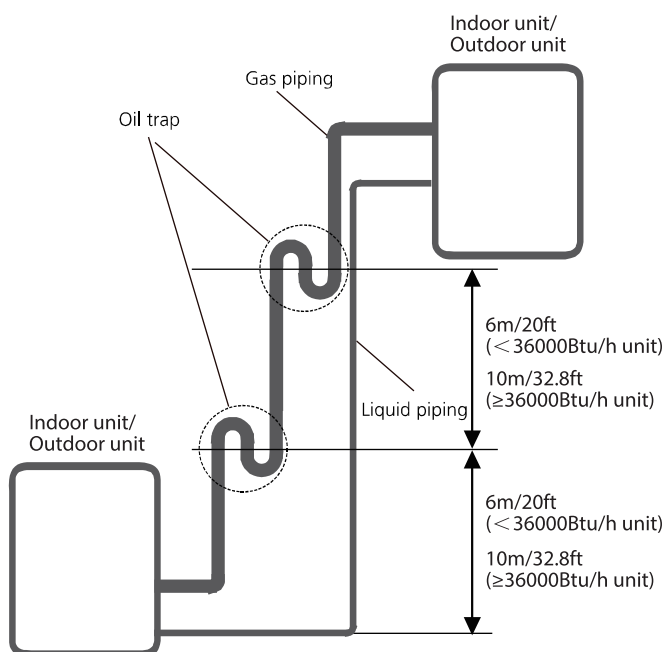 Indoor unit/
Outdoor unit
Gas piping
Oil trap
6m/20ft
(＜36000Btu/h unit)
10m/32.8ft
(≥36000Btu/h unit)
Liquid piping
Indoor unit/
Outdoor unit
6m/20ft
(＜36000Btu/h unit)
10m/32.8ft
(≥36000Btu/h unit)